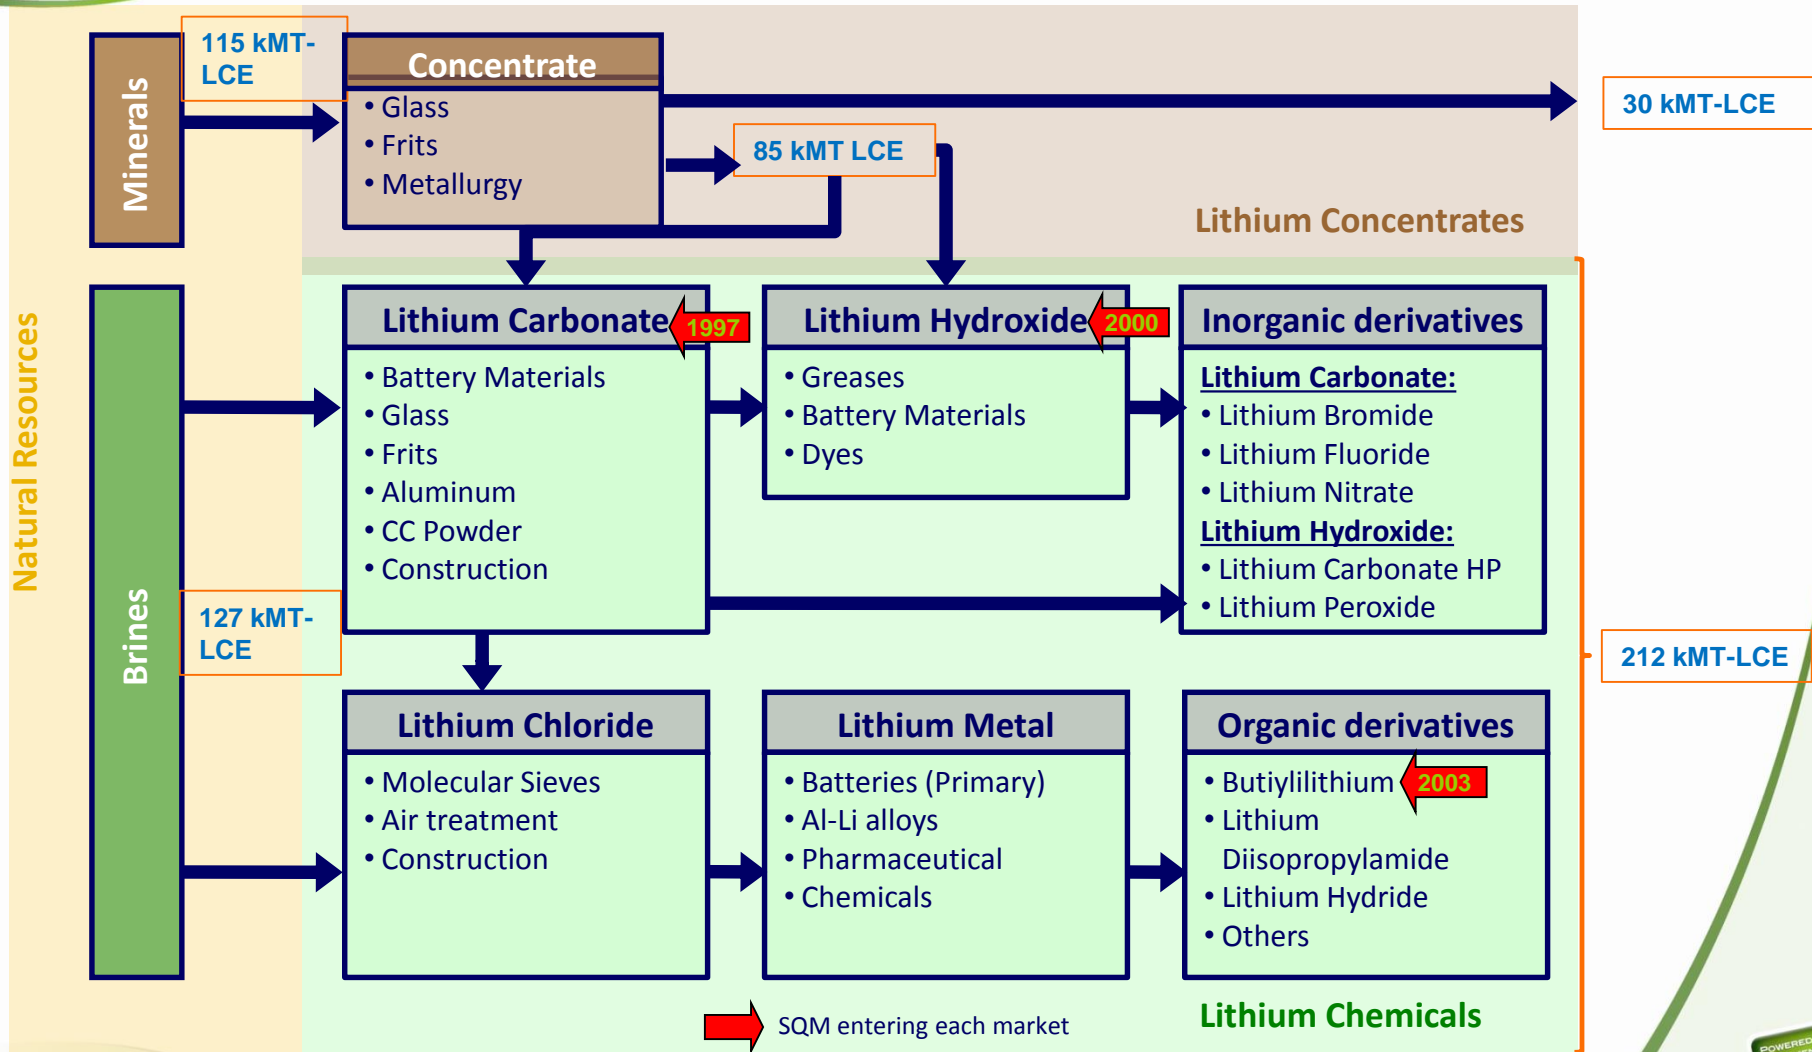 Natural Resources
Minerals
115 kMT-
LCE
Concentrate
• Glass
• Frits
• Metallurgy
85 kMT LCE
30 kMT-LCE
Lithium Concentrates
Brines
127 kMT-
LCE
Lithium Carbonate
1997
• Battery Materials
• Glass
• Frits
• Aluminum
• CC Powder
• Construction
Lithium Hydroxide
2000
• Greases
• Battery Materials
• Dyes
Inorganic derivatives
Lithium Carbonate:
• Lithium Bromide
• Lithium Fluoride
• Lithium Nitrate
Lithium Hydroxide:
• Lithium Carbonate HP
• Lithium Peroxide
212 kMT-LCE
Lithium Chloride
• Molecular Sieves
• Air treatment
• Construction
Lithium Metal
• Batteries (Primary)
• Al-Li alloys
• Pharmaceutical
• Chemicals
Organic derivatives
• Butiylilithium
2003
• Lithium
Diisopropylamide
• Lithium Hydride
• Others
SQM entering each market
Lithium Chemicals
POWERED